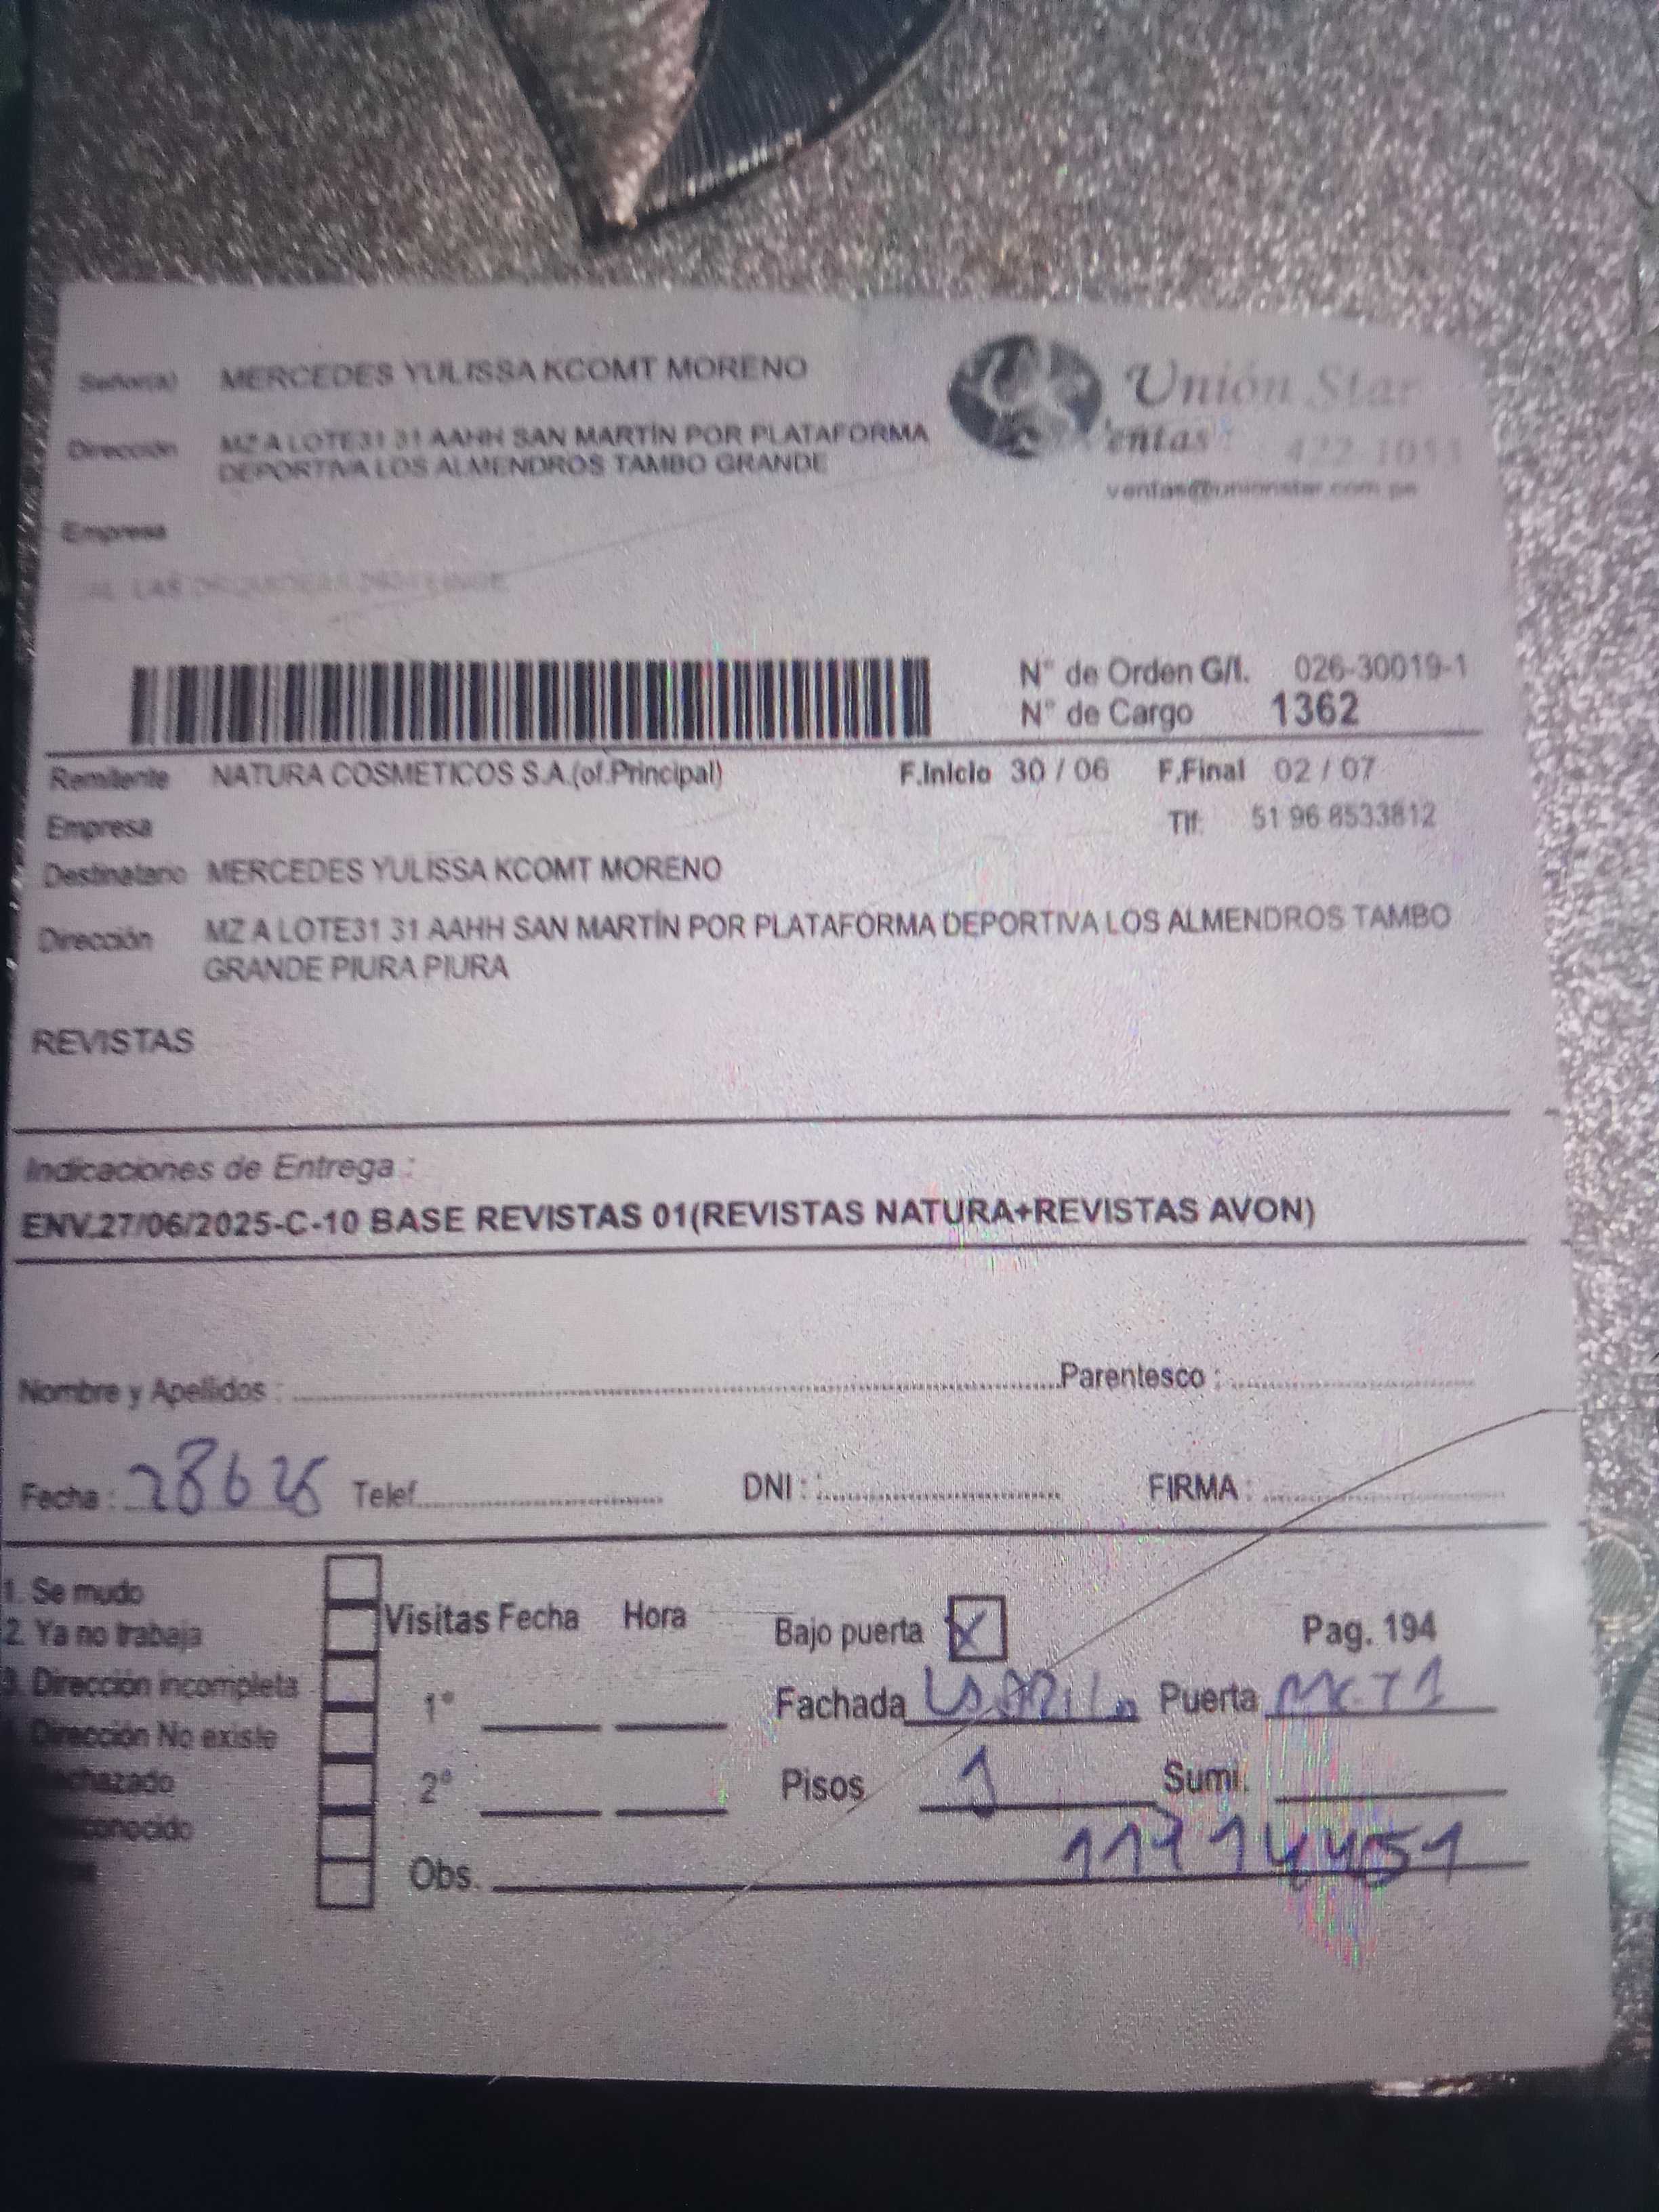 Señor(a) MERCEDES YULISSA KCOMT MORENO
Unión Star
Dirección MZ A LOTE31 31 AAHH SAN MARTÍN POR PLATAFORMA
DEPORTIVA LOS ALMENDROS TAMBO GRANDE
entas
ventas@unionstar.com.pe
Empresa
N° de Orden G/I. 026-30019-1
N° de Cargo 1362
Remitente NATURA COSMETICOS S.A.(of.Principal) F.Inicio 30 / 06 F.Final 02 / 07
Empresa Tlf: 51 96 8533812
Destinatario MERCEDES YULISSA KCOMT MORENO
Dirección MZ A LOTE31 31 AAHH SAN MARTÍN POR PLATAFORMA DEPORTIVA LOS ALMENDROS TAMBO
GRANDE PIURA PIURA
REVISTAS
Indicaciones de Entrega :
ENV.27/06/2025-C-10 BASE REVISTAS 01(REVISTAS NATURA+REVISTAS AVON)
Nombre y Apellidos : Parentesco :
Fecha : 28 6 25 Telef. DNI : FIRMA :
1. Se mudo
2. Ya no trabaja
Dirección incompleta
Dirección No existe
Visitas Fecha Hora
1°
2°
Bajo puerta X Pag. 194
Fachada Puerta
Pisos 1 Sumi.
11714451
Obs.